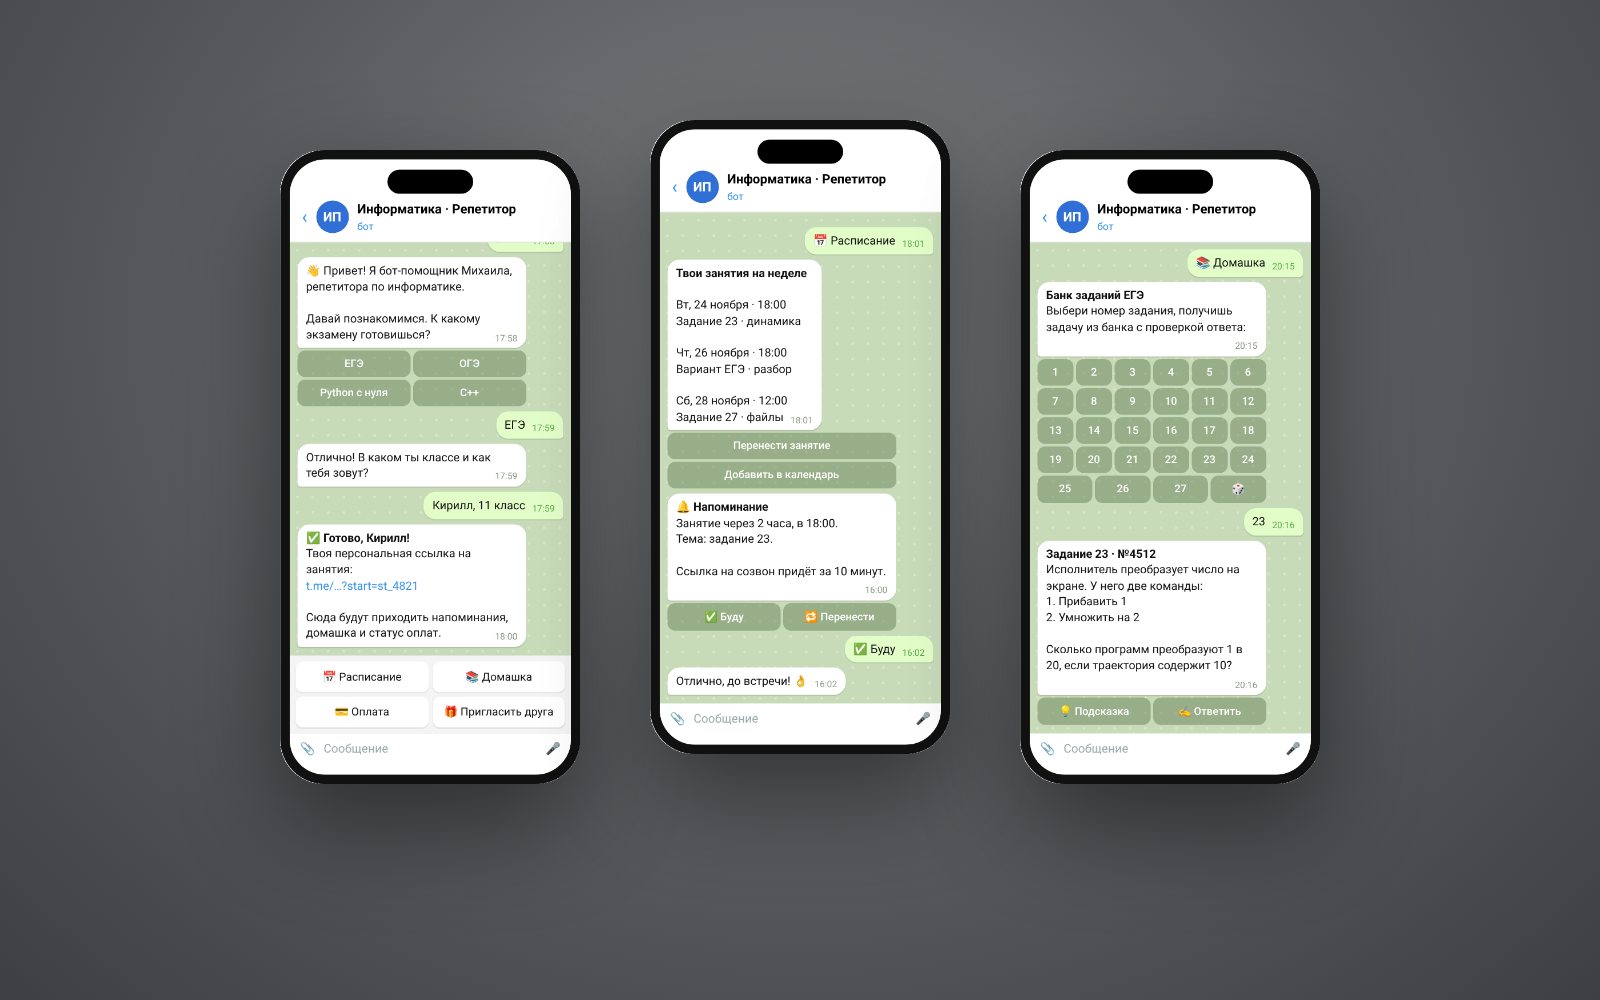 ‹ ИП Информатика · Репетитор
бот
17:58
👋 Привет! Я бот-помощник Михаила,
репетитора по информатике.
Давай познакомимся. К какому
экзамену готовишься? 17:58
ЕГЭ ОГЭ
Python с нуля C++
ЕГЭ 17:59
Отлично! В каком ты классе и как
тебя зовут? 17:59
Кирилл, 11 класс 17:59
✅ Готово, Кирилл!
Твоя персональная ссылка на
занятия:
t.me/…?start=st_4821
Сюда будут приходить напоминания,
домашка и статус оплат. 18:00
📅 Расписание 📚 Домашка
💳 Оплата 🎁 Пригласить друга
📎 Сообщение 🎤
‹ ИП Информатика · Репетитор
бот
📅 Расписание 18:01
Твои занятия на неделе
Вт, 24 ноября · 18:00
Задание 23 · динамика
Чт, 26 ноября · 18:00
Вариант ЕГЭ · разбор
Сб, 28 ноября · 12:00
Задание 27 · файлы 18:01
Перенести занятие
Добавить в календарь
🔔 Напоминание
Занятие через 2 часа, в 18:00.
Тема: задание 23.
Ссылка на созвон придёт за 10 минут.
16:00
✅ Буду 🔁 Перенести
✅ Буду 16:02
Отлично, до встречи! 👌 16:02
📎 Сообщение 🎤
‹ ИП Информатика · Репетитор
бот
📚 Домашка 20:15
Банк заданий ЕГЭ
Выбери номер задания, получишь
задачу из банка с проверкой ответа:
20:15
1 2 3 4 5 6
7 8 9 10 11 12
13 14 15 16 17 18
19 20 21 22 23 24
25 26 27 🎲
23 20:16
Задание 23 · №4512
Исполнитель преобразует число на
экране. У него две команды:
1. Прибавить 1
2. Умножить на 2
Сколько программ преобразуют 1 в
20, если траектория содержит 10?
20:16
💡 Подсказка ✍️ Ответить
📎 Сообщение 🎤